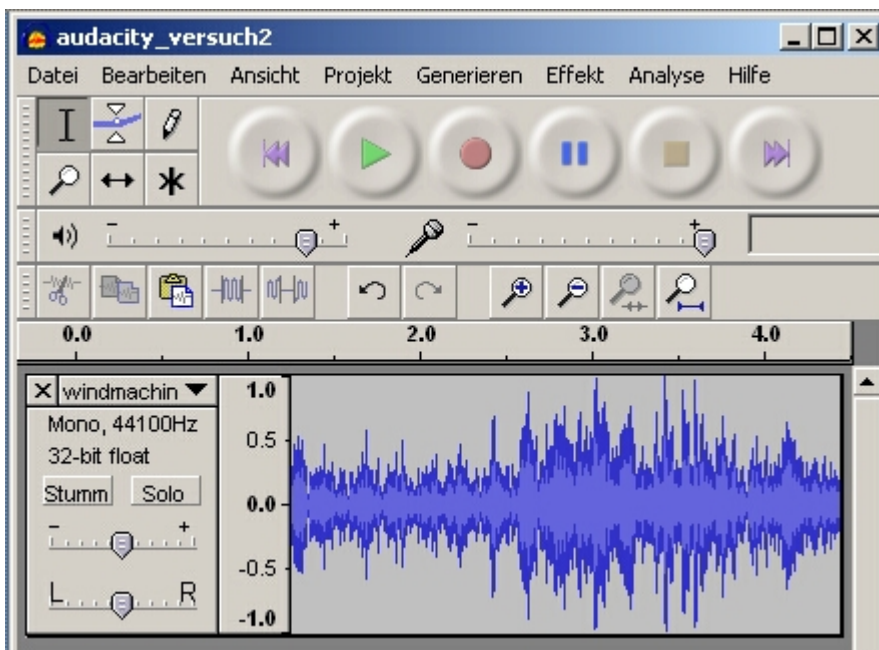 audacity_versuch2
Datei Bearbeiten Ansicht Projekt Generieren Effekt Analyse Hilfe
- + - +
0.0 1.0 2.0 3.0 4.0
X windmachin
Mono, 44100Hz
32-bit float
Stumm Solo
- +
L R
1.0
0.5
0.0
-0.5
-1.0